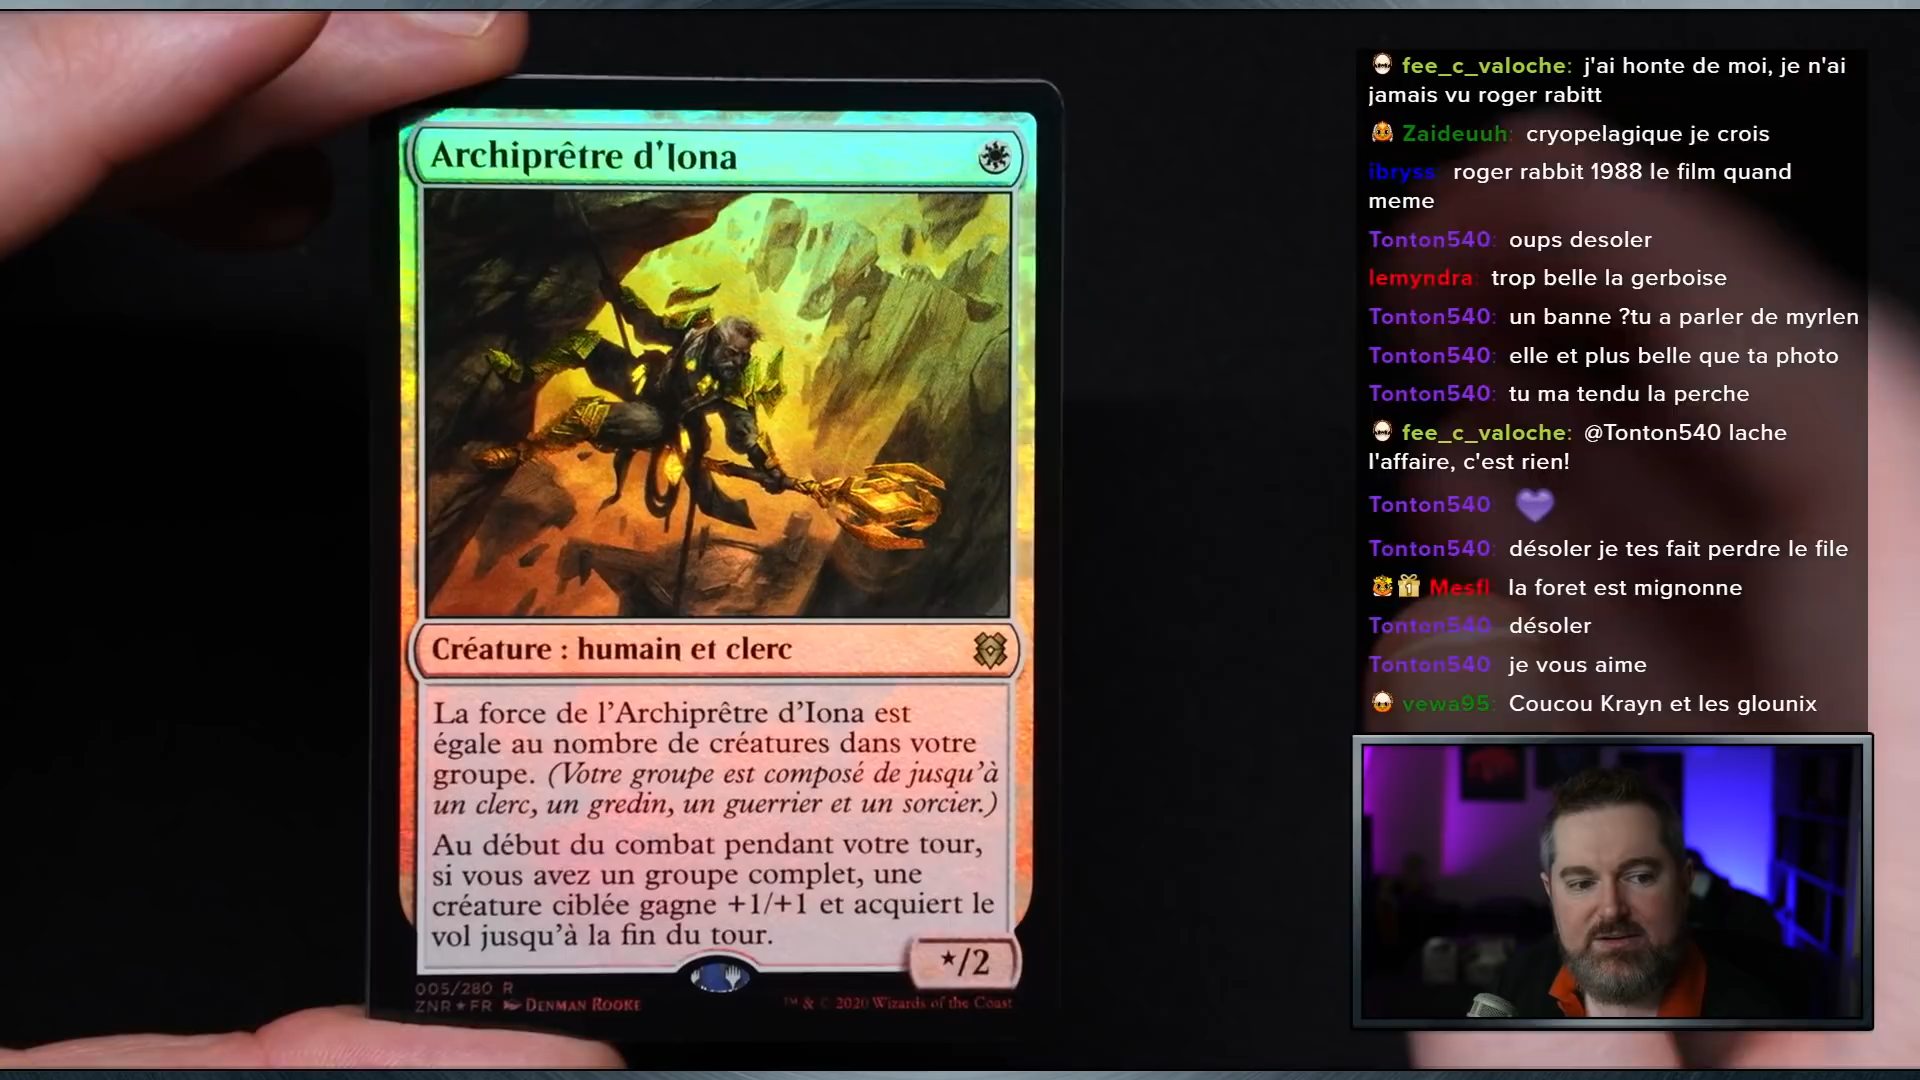 Archiprêtre d'Iona
Créature : humain et clerc
La force de l'Archiprêtre d'Iona est
égale au nombre de créatures dans votre
groupe. (Votre groupe est composé de jusqu'à
un clerc, un gredin, un guerrier et un sorcier.)
Au début du combat pendant votre tour,
si vous avez un groupe complet, une
créature ciblée gagne +1/+1 et acquiert le
vol jusqu'à la fin du tour.
★/2
005/280 R
ZNR★FR DENMAN ROOKE
™ & © 2020 Wizards of the Coast
fee_c_valoche: j'ai honte de moi, je n'ai
jamais vu roger rabitt
Zaideuuh: cryopelagique je crois
ibryss: roger rabbit 1988 le film quand
meme
Tonton540: oups desoler
lemyndra: trop belle la gerboise
Tonton540: un banne ?tu a parler de myrlen
Tonton540: elle et plus belle que ta photo
Tonton540: tu ma tendu la perche
fee_c_valoche: @Tonton540 lache
l'affaire, c'est rien!
Tonton540:
Tonton540: désoler je tes fait perdre le file
1 Mesfl: la foret est mignonne
Tonton540: désoler
Tonton540: je vous aime
vewa95: Coucou Krayn et les glounix